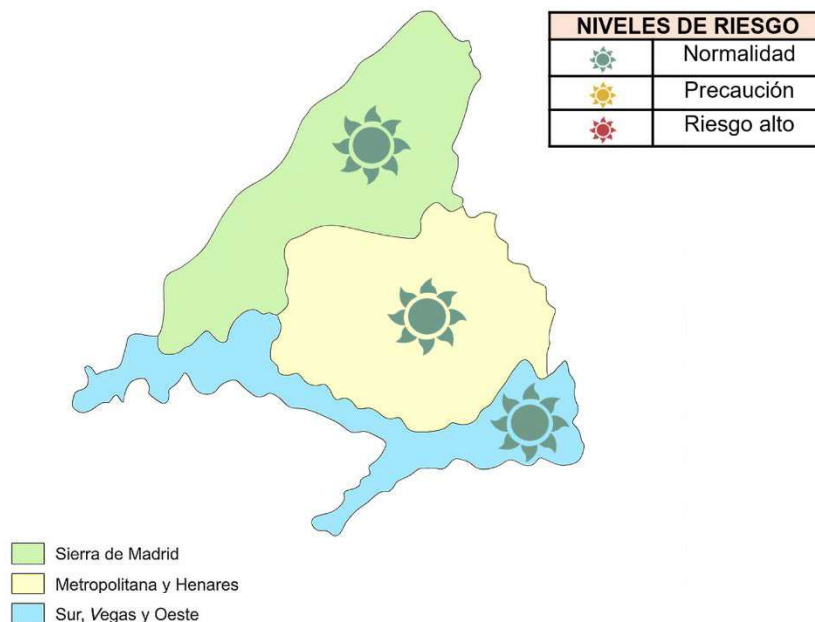 NIVELES DE RIESGO
Normalidad
Precaución
Riesgo alto
Sierra de Madrid
Metropolitana y Henares
Sur, Vegas y Oeste